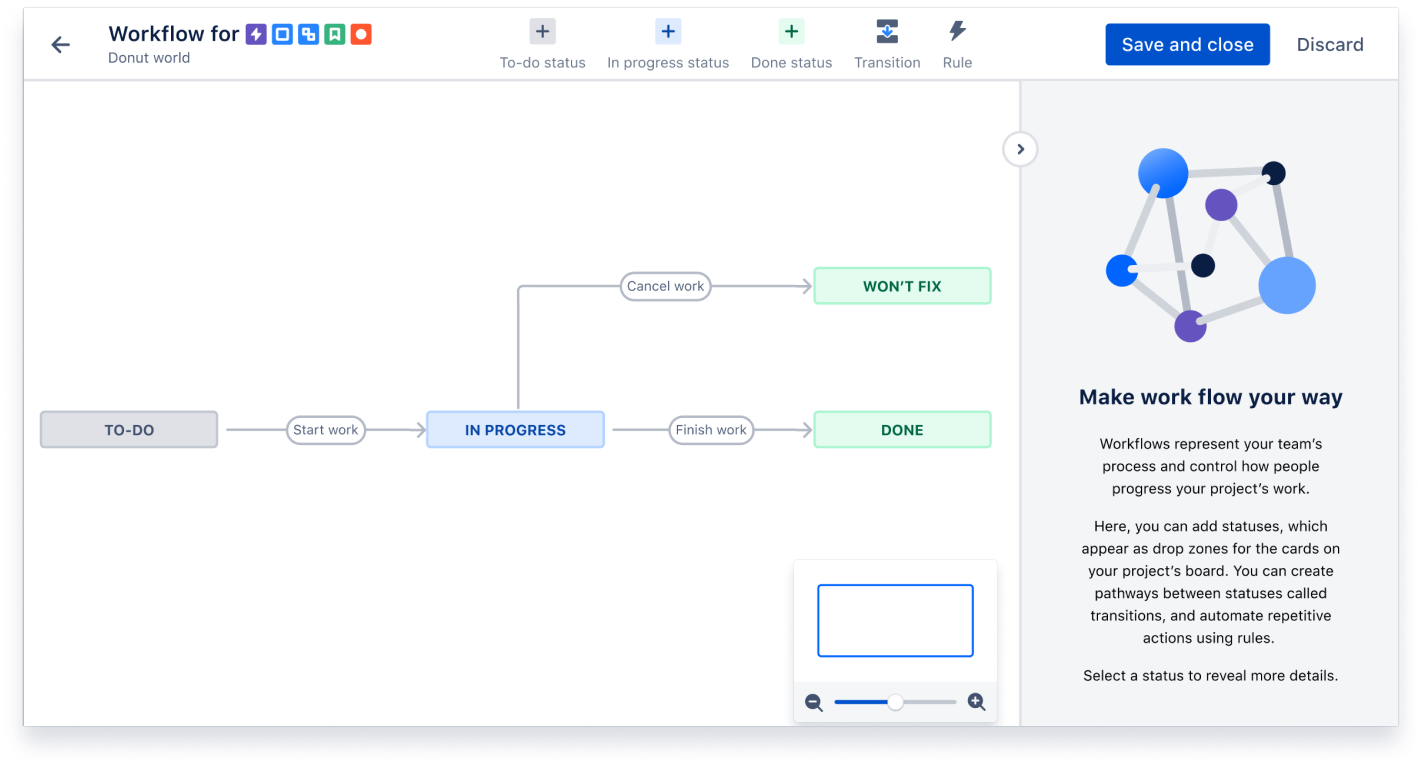 Workflow for
Donut world
To-do status
In progress status
Done status
Transition
Rule
Save and close
Discard
Cancel work
WON’T FIX
TO-DO
Start work
IN PROGRESS
Finish work
DONE
Make work flow your way
Workflows represent your team’s
process and control how people
progress your project’s work.
Here, you can add statuses, which
appear as drop zones for the cards on
your project’s board. You can create
pathways between statuses called
transitions, and automate repetitive
actions using rules.
Select a status to reveal more details.